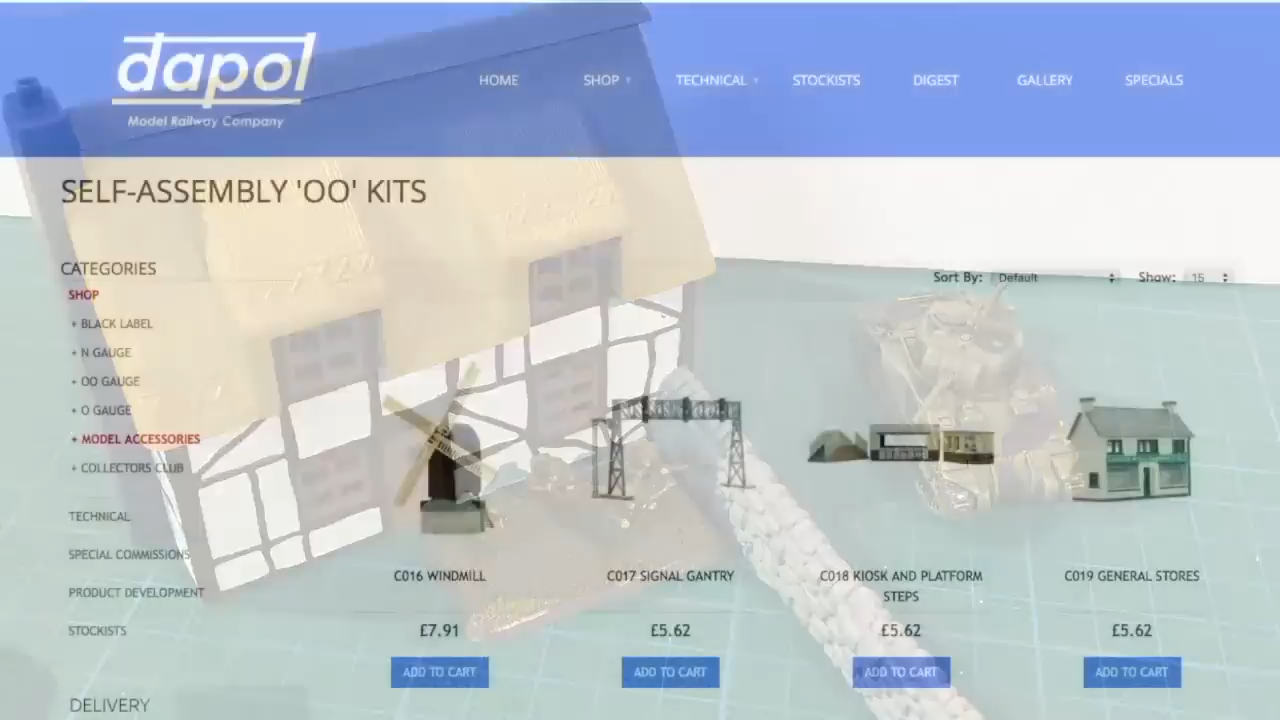 dapol
Model Railway Company
HOME SHOP TECHNICAL STOCKISTS DIGEST GALLERY SPECIALS
SELF-ASSEMBLY 'OO' KITS
CATEGORIES
Sort By: Default Show: 15
SHOP
+ BLACK LABEL
+ N GAUGE
+ OO GAUGE
+ O GAUGE
+ MODEL ACCESSORIES
+ COLLECTORS CLUB
TECHNICAL
SPECIAL COMMISSIONS
PRODUCT DEVELOPMENT
STOCKISTS
DELIVERY
C016 WINDMILL
£7.91
ADD TO CART
C017 SIGNAL GANTRY
£5.62
ADD TO CART
C018 KIOSK AND PLATFORM
STEPS
£5.62
ADD TO CART
C019 GENERAL STORES
£5.62
ADD TO CART